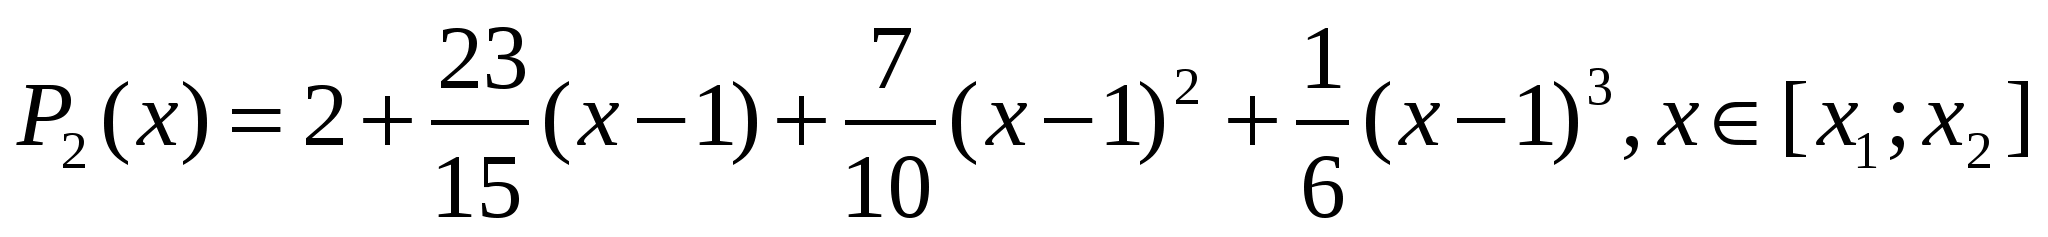 P₂(x) = 2 + 23/15 (x−1) + 7/10 (x−1)² + 1/6 (x−1)³, x∈[x₁;x₂]